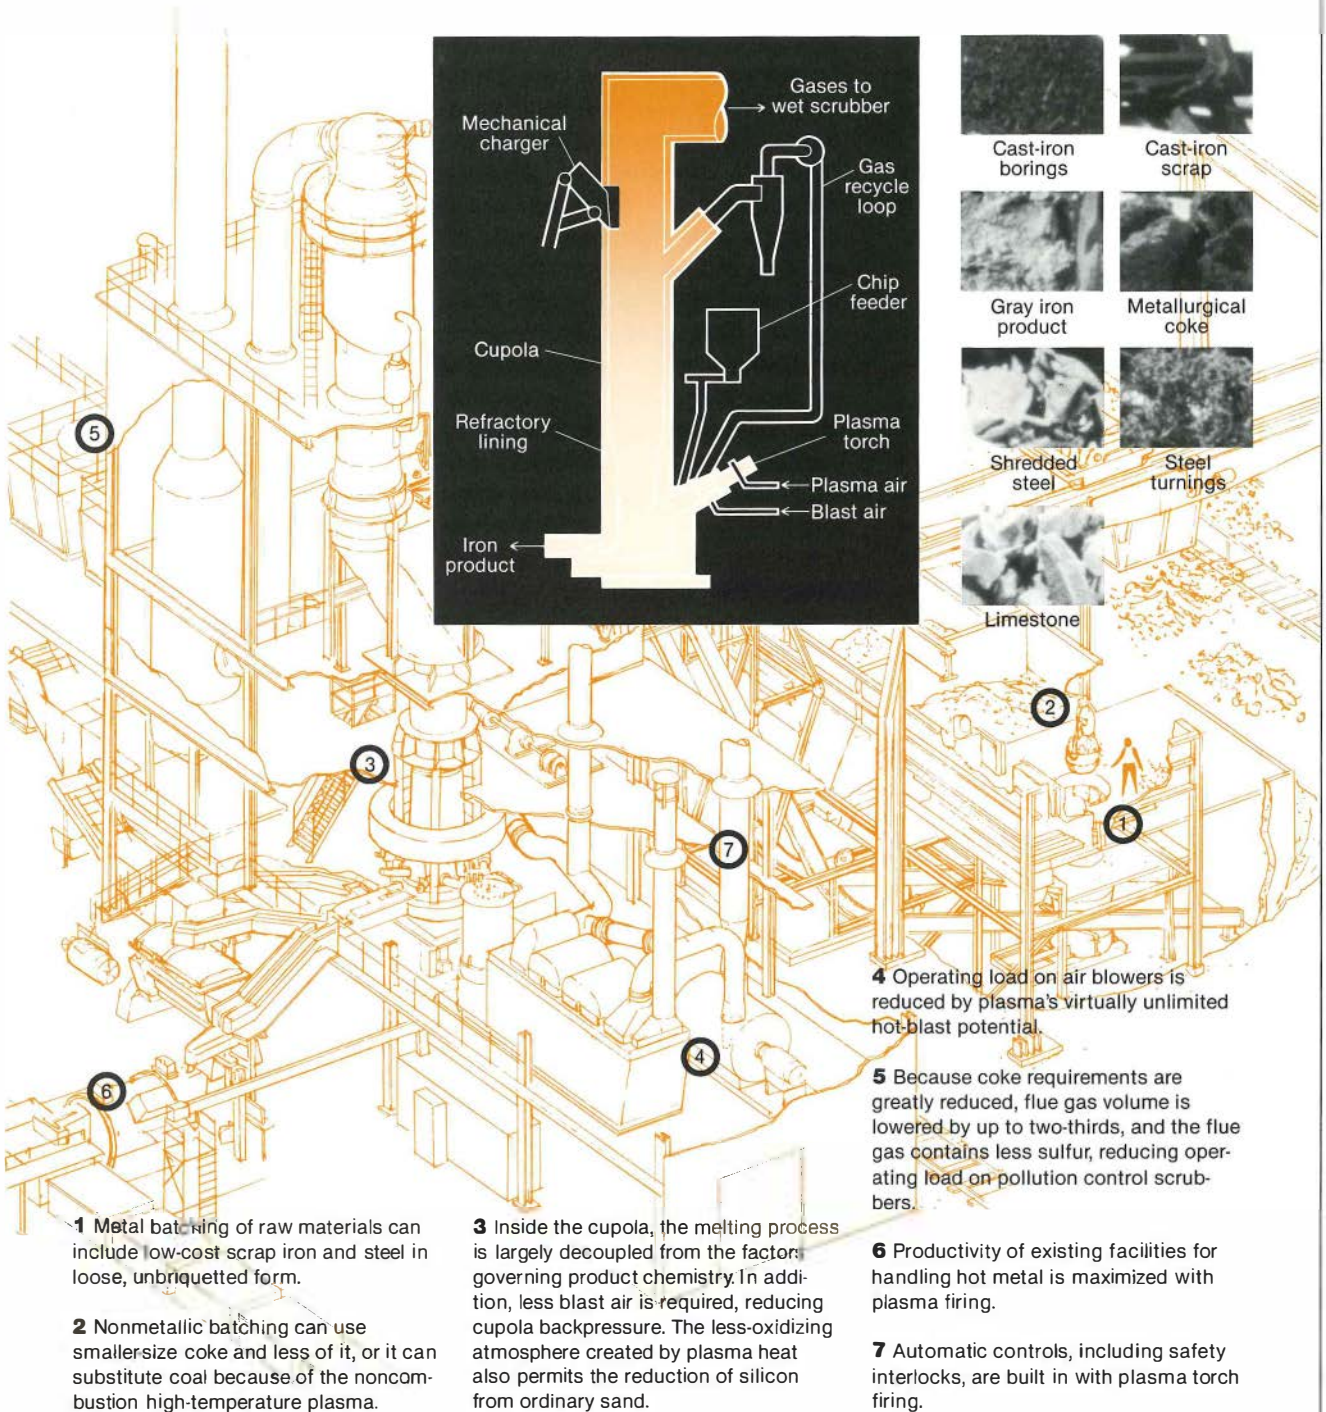 Mechanical
charger
Gases to
wet scrubber
Gas
recycle
loop
Chip
feeder
Cupola
Refractory
lining
Plasma
torch
Plasma air
Blast air
Iron
product
Cast-iron
borings
Cast-iron
scrap
Gray iron
product
Metallurgical
coke
Shredded
steel
Steel
turnings
Limestone
5
2
3
1
7
4
6
1 Metal batching of raw materials can
include low-cost scrap iron and steel in
loose, unbriquetted form.
2 Nonmetallic batching can use
smaller-size coke and less of it, or it can
substitute coal because of the noncom-
bustion high-temperature plasma.
3 Inside the cupola, the melting process
is largely decoupled from the factors
governing product chemistry. In addi-
tion, less blast air is required, reducing
cupola backpressure. The less-oxidizing
atmosphere created by plasma heat
also permits the reduction of silicon
from ordinary sand.
4 Operating load on air blowers is
reduced by plasma's virtually unlimited
hot-blast potential.
5 Because coke requirements are
greatly reduced, flue gas volume is
lowered by up to two-thirds, and the flue
gas contains less sulfur, reducing oper-
ating load on pollution control scrub-
bers.
6 Productivity of existing facilities for
handling hot metal is maximized with
plasma firing.
7 Automatic controls, including safety
interlocks, are built in with plasma torch
firing.